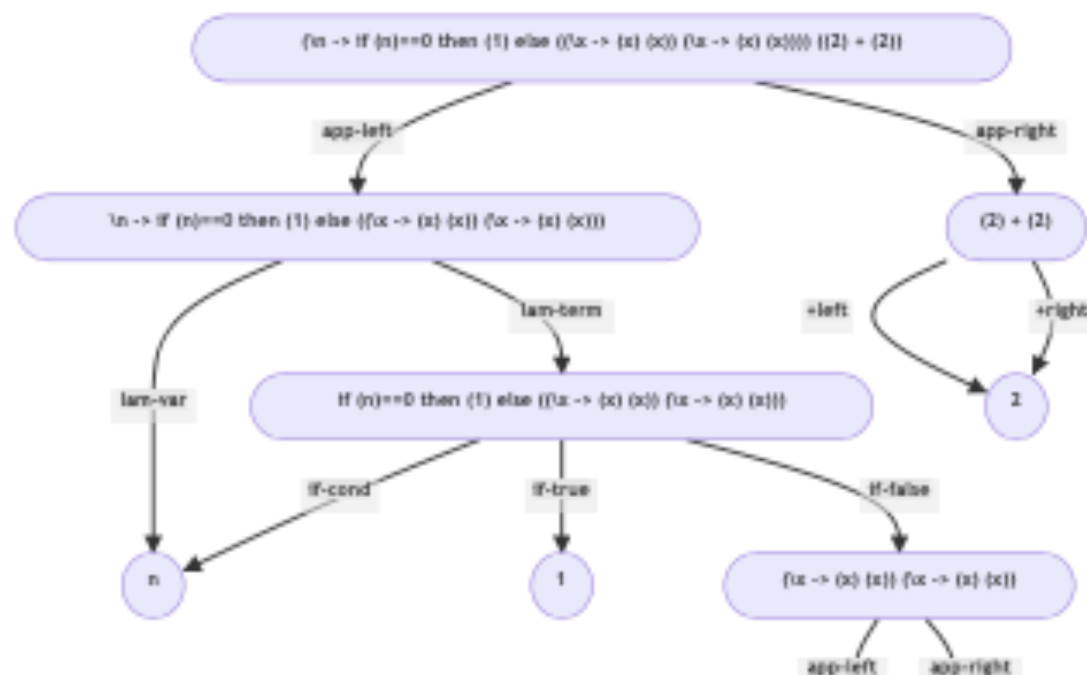 (\n -> if (n)==0 then (1) else ((\x -> (x) (x)) (\x -> (x) (x)))) ((2) + (2))
app-left
app-right
\n -> if (n)==0 then (1) else ((\x -> (x) (x)) (\x -> (x) (x)))
(2) + (2)
lam-term
+left
+right
lam-var
if (n)==0 then (1) else ((\x -> (x) (x)) (\x -> (x) (x)))
2
if-cond
if-true
if-false
n
1
(\x -> (x) (x)) (\x -> (x) (x))
app-left
app-right